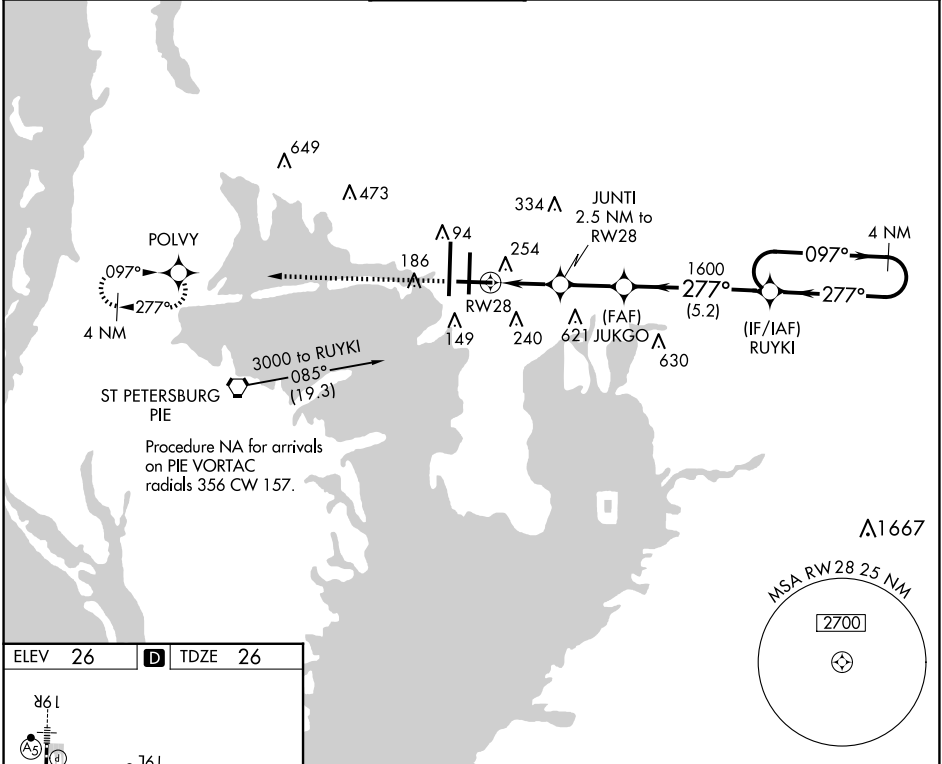 649
473
334
JUNTI
2.5 NM to
RW28
POLVY
94
254
186
097°
4 NM
097°
1600
277°
(5.2)
277°
277°
4 NM
RW28
149
240
621
(FAF)
JUKGO
630
(IF/IAF)
RUYKI
3000 to RUYKI
085°
(19.3)
ST PETERSBURG
PIE
Procedure NA for arrivals
on PIE VORTAC
radials 356 CW 157.
1667
MSA RW28 25 NM
2700
ELEV 26 D TDZE 26
19R
A5
P
19L